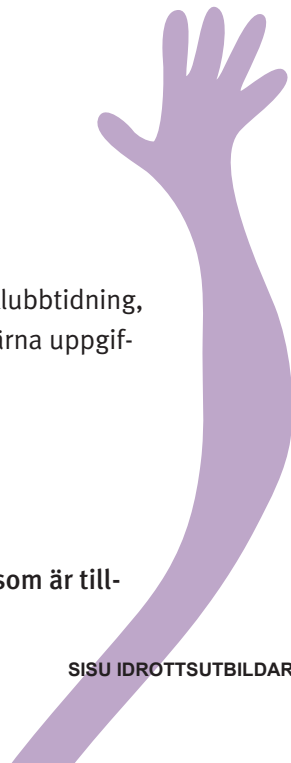 lubbtidning,
ärna uppgif-
som är till-
SISU IDROTTSUTBILDAR